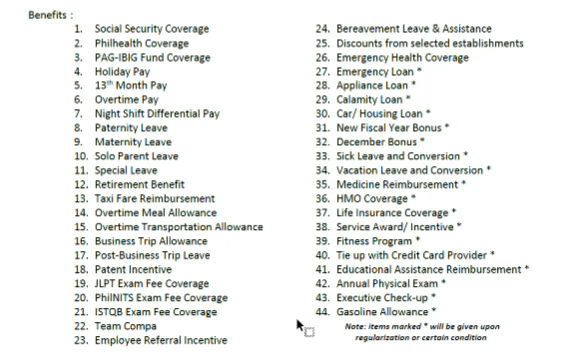 Benefits :
1. Social Security Coverage
2. Philhealth Coverage
3. PAG-IBIG Fund Coverage
4. Holiday Pay
5. 13th Month Pay
6. Overtime Pay
7. Night Shift Differential Pay
8. Paternity Leave
9. Maternity Leave
10. Solo Parent Leave
11. Special Leave
12. Retirement Benefit
13. Taxi Fare Reimbursement
14. Overtime Meal Allowance
15. Overtime Transportation Allowance
16. Business Trip Allowance
17. Post-Business Trip Leave
18. Patent Incentive
19. JLPT Exam Fee Coverage
20. PhilNITS Exam Fee Coverage
21. ISTQB Exam Fee Coverage
22. Team Compa
23. Employee Referral Incentive
24. Bereavement Leave & Assistance
25. Discounts from selected establishments
26. Emergency Health Coverage
27. Emergency Loan *
28. Appliance Loan *
29. Calamity Loan *
30. Car/ Housing Loan *
31. New Fiscal Year Bonus *
32. December Bonus *
33. Sick Leave and Conversion *
34. Vacation Leave and Conversion *
35. Medicine Reimbursement *
36. HMO Coverage *
37. Life Insurance Coverage *
38. Service Award/ Incentive *
39. Fitness Program *
40. Tie up with Credit Card Provider *
41. Educational Assistance Reimbursement *
42. Annual Physical Exam *
43. Executive Check-up *
44. Gasoline Allowance *
Note: items marked * will be given upon
regularization or certain condition